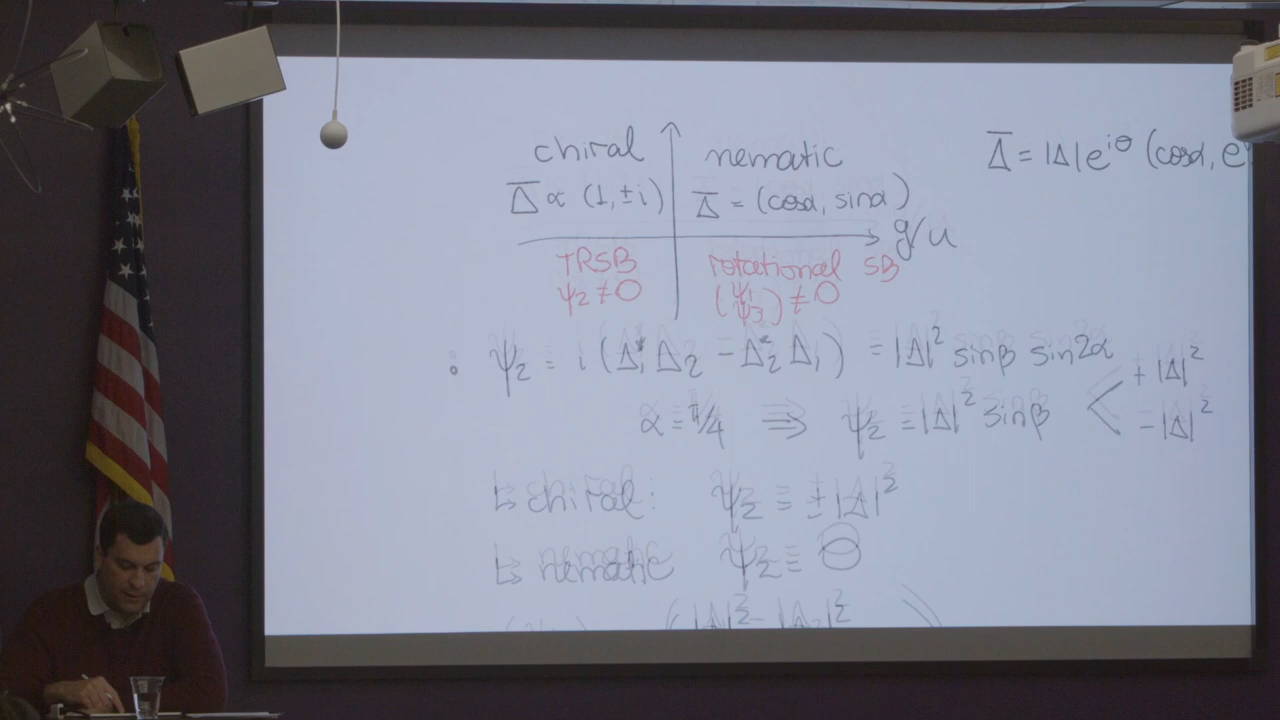 chiral
nematic
Δ̅ = |Δ| e^{iθ} (cosα, e
Δ̅ ∝ (1, ±i)
Δ̅ = (cosα, sinα)
g/u
TRSB
rotational SB
ψ₂ ≠ 0
(ψ₁ ψ₃) ≠ 0
: ψ₂ = i (Δ₁* Δ₂ − Δ₂* Δ₁) = |Δ|² sinβ sin2α
α = π/4 ⇒ ψ₂ = |Δ|² sinβ < + |Δ|²
− |Δ|²
↳ chiral: ψ₂ = ± |Δ|²
↳ nematic ψ₂ = 0